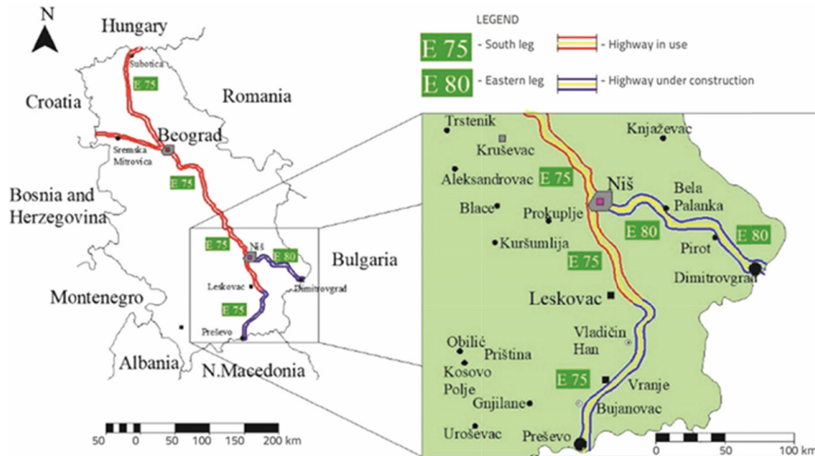 N
Hungary
Subotica
E 75
Croatia
Romania
Beograd
Sremska
Mitrovica
E 75
Bosnia and
Herzegovina
E 75
Niš
E 80
Bulgaria
Leskovac
Dimitrovgrad
Montenegro
E 75
Preševo
Albania
N.Macedonia
50 0 50 100 150 200 km
LEGEND
E 75 - South leg - Highway in use
E 80 - Eastern leg - Highway under construction
Trstenik
Knjaževac
Kruševac
Aleksandrovac
E 75
Niš
Bela
Palanka
Blace
Prokuplje
E 80
E 80
Kuršumlija
Pirot
E 75
Dimitrovgrad
Leskovac
Vladičin
Han
Obilić
Priština
Kosovo
Polje
E 75
Vranje
Gnjilane
Bujanovac
Uroševac
Preševo
0 50 100 km